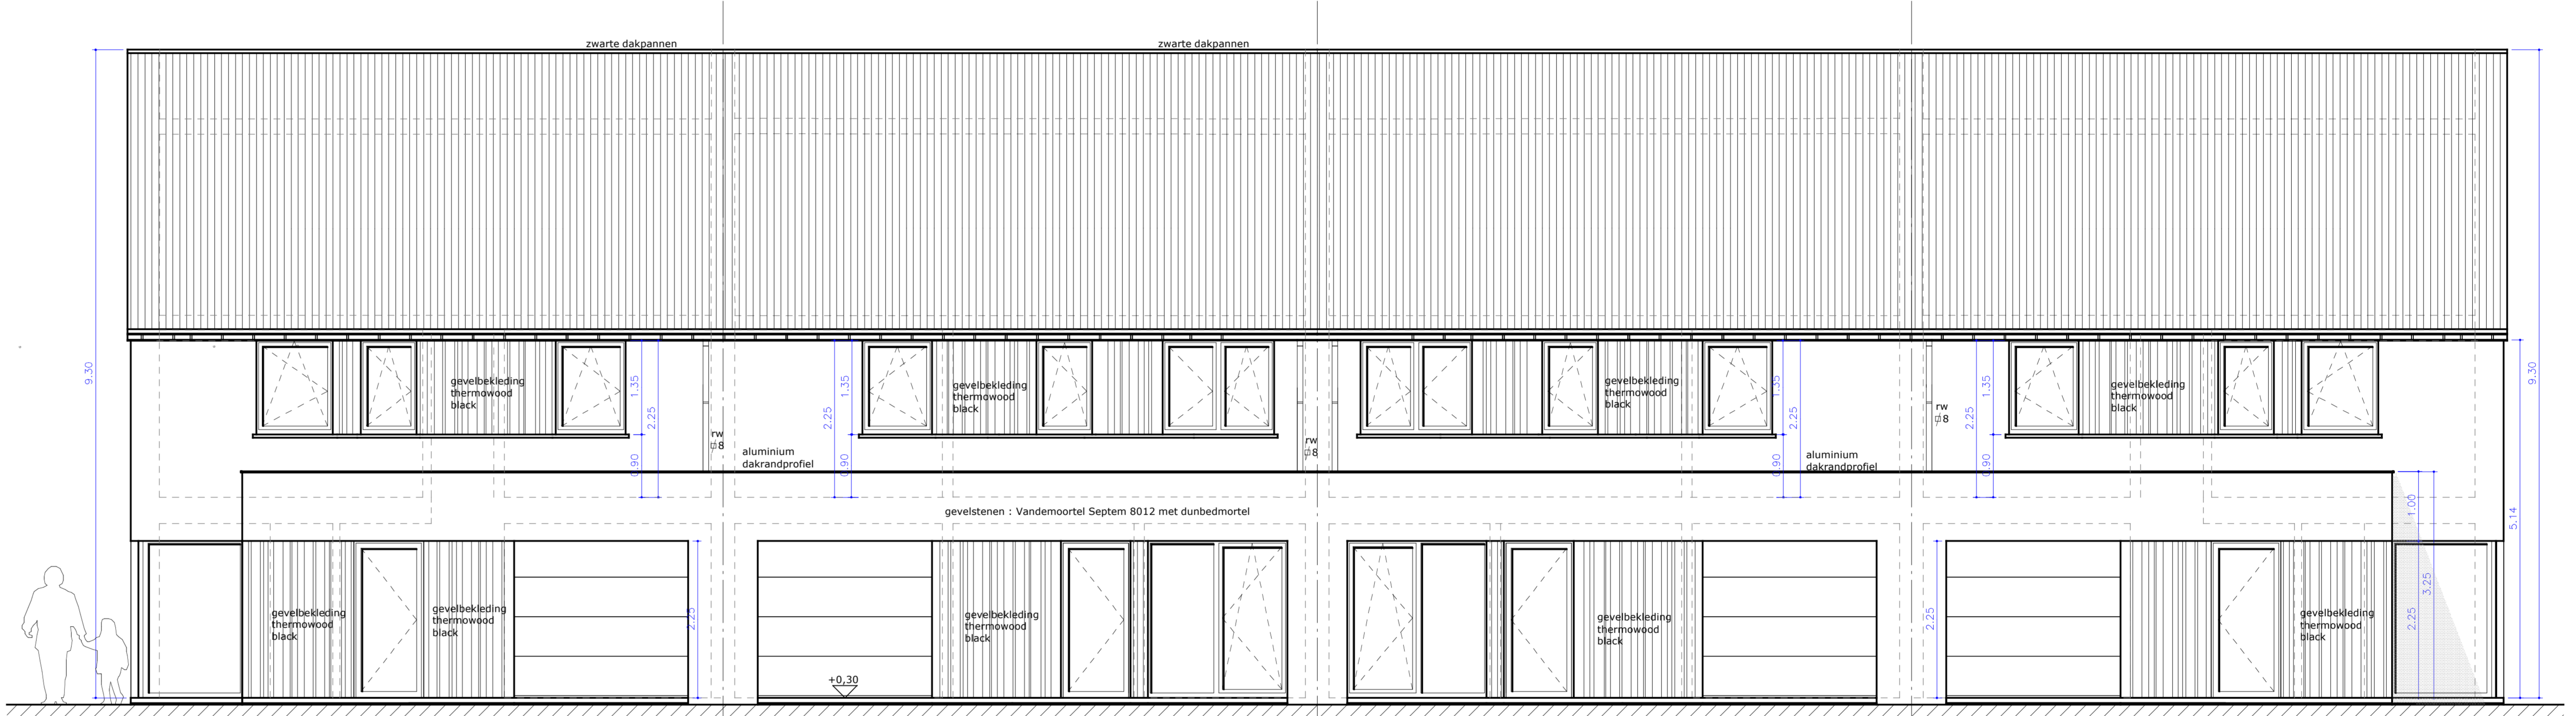 zwarte dakpannen
zwarte dakpannen
9.30
9.30
gevelbekleding
thermowood
black
1.35
2.25
0.90
rw
8
2.25
1.35
0.90
aluminium
dakrandprofiel
gevelbekleding
thermowood
black
rw
8
gevelbekleding
thermowood
black
1.35
2.25
0.90
aluminium
dakrandprofiel
rw
8
2.25
1.35
0.90
gevelbekleding
thermowood
black
gevelstenen : Vandemoortel Septem 8012 met dunbedmortel
1.00
5.14
3.25
2.25
gevelbekleding
thermowood
black
gevelbekleding
thermowood
black
2.25
+0,30
gevelbekleding
thermowood
black
gevelbekleding
thermowood
black
2.25
gevelbekleding
thermowood
black